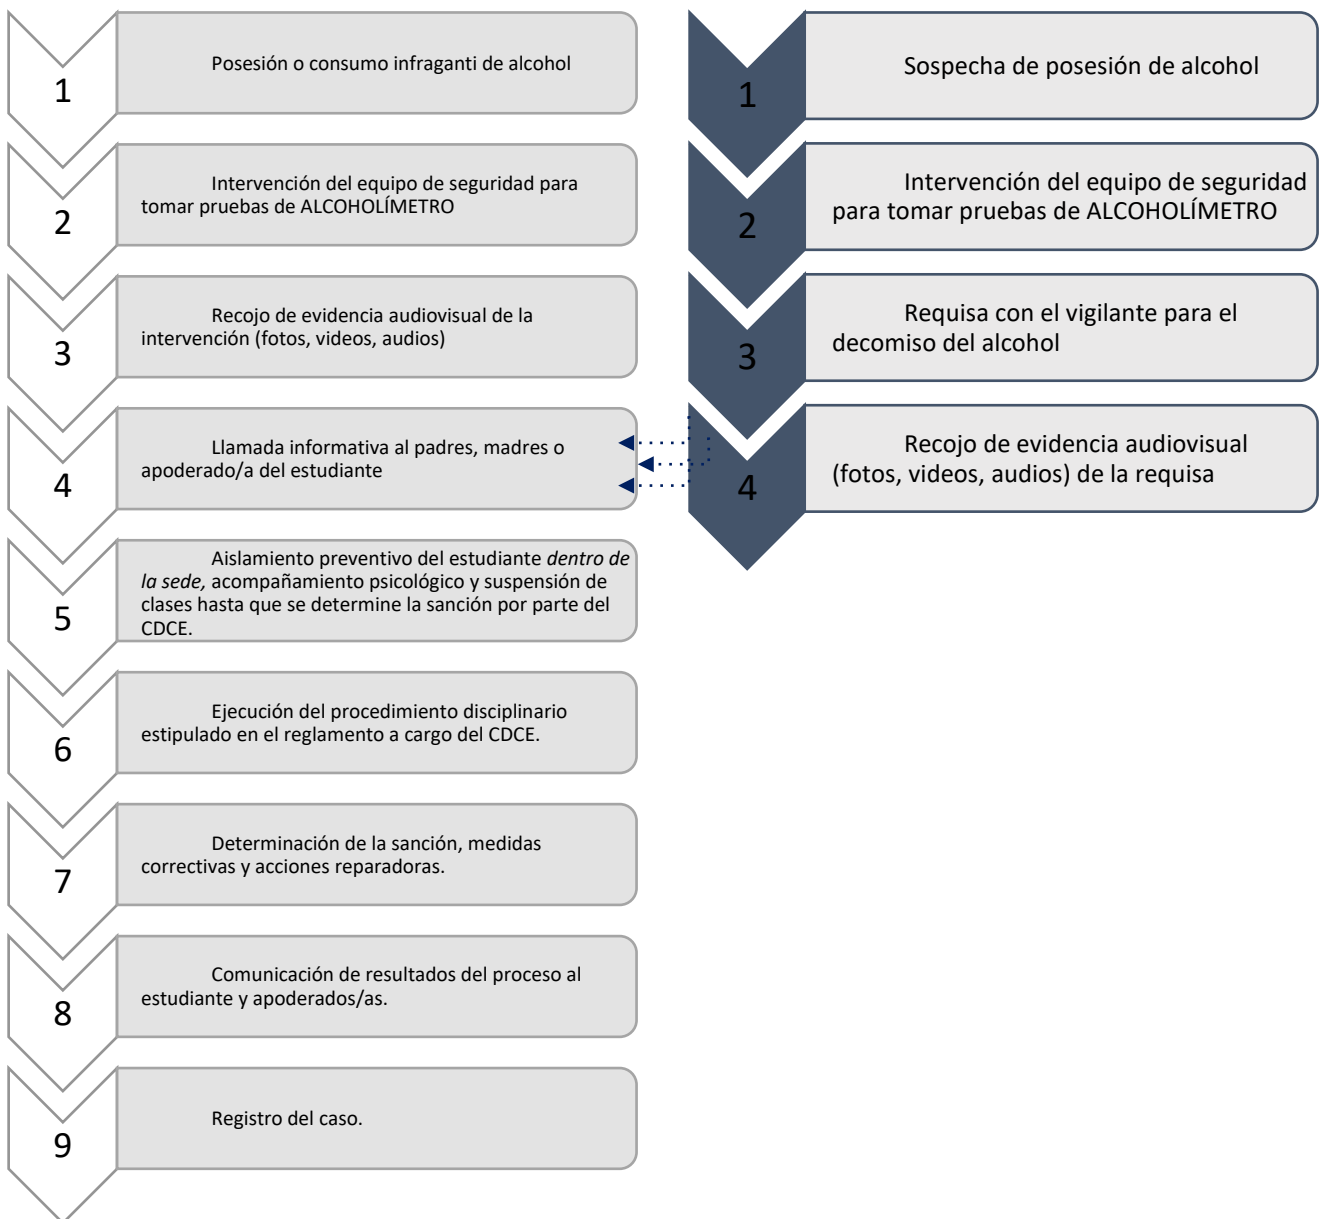 1
Posesión o consumo infraganti de alcohol
2
Intervención del equipo de seguridad para
tomar pruebas de ALCOHOLÍMETRO
3
Recojo de evidencia audiovisual de la
intervención (fotos, videos, audios)
4
Llamada informativa al padres, madres o
apoderado/a del estudiante
5
Aislamiento preventivo del estudiante dentro de
la sede, acompañamiento psicológico y suspensión de
clases hasta que se determine la sanción por parte del
CDCE.
6
Ejecución del procedimiento disciplinario
estipulado en el reglamento a cargo del CDCE.
7
Determinación de la sanción, medidas
correctivas y acciones reparadoras.
8
Comunicación de resultados del proceso al
estudiante y apoderados/as.
9
Registro del caso.
1
Sospecha de posesión de alcohol
2
Intervención del equipo de seguridad
para tomar pruebas de ALCOHOLÍMETRO
3
Requisa con el vigilante para el
decomiso del alcohol
4
Recojo de evidencia audiovisual
(fotos, videos, audios) de la requisa